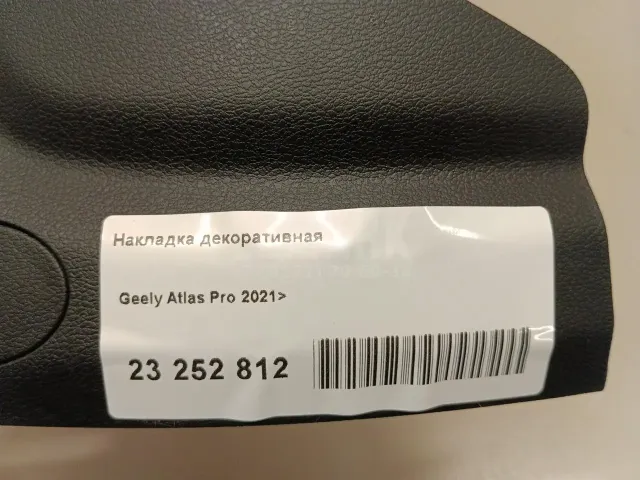 Накладка декоративная
Geely Atlas Pro 2021>
23 252 812